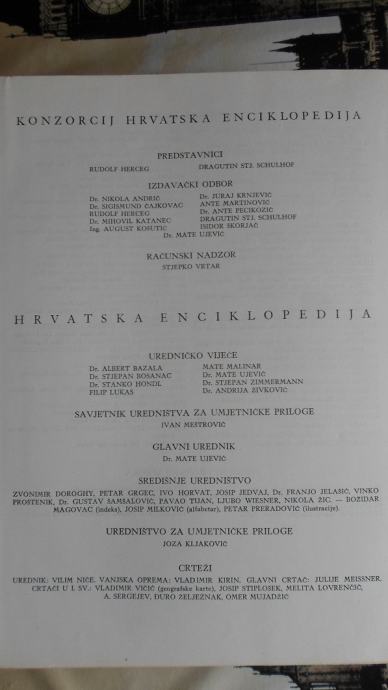 KONZORCIJ HRVATSKA ENCIKLOPEDIJA
PREDSTAVNICI
RUDOLF HERCEG DRAGUTIN STJ. SCHULHOF
IZDAVAČKI ODBOR
Dr. NIKOLA ANDRIĆ Dr. JURAJ KRNJEVIĆ
Dr. SIGISMUND ČAJKOVAC ANTE MARTINOVIĆ
RUDOLF HERCEG Dr. ANTE PECIKOZIĆ
Dr. MIHOVIL KATANEC DRAGUTIN STJ. SCHULHOF
Ing. AUGUST KOŠUTIĆ ISIDOR ŠKORJAČ
Dr. MATE UJEVIĆ
RAČUNSKI NADZOR
STJEPKO VRTAR
HRVATSKA ENCIKLOPEDIJA
UREDNIČKO VIJEĆE
Dr. ALBERT BAZALA MATE MALINAR
Dr. STJEPAN BOSANAC Dr. MATE UJEVIĆ
Dr. STANKO HONDL Dr. STJEPAN ZIMMERMANN
FILIP LUKAS Dr. ANDRIJA ŽIVKOVIĆ
SAVJETNIK UREDNIŠTVA ZA UMJETNIČKE PRILOGE
IVAN MEŠTROVIĆ
GLAVNI UREDNIK
Dr. MATE UJEVIĆ
SREDIŠNJE UREDNIŠTVO
ZVONIMIR DOROGHY, PETAR GRGEC, IVO HORVAT, JOSIP JEDVAJ, Dr. FRANJO JELAŠIĆ, VINKO
PROSTENIK, Dr. GUSTAV ŠAMŠALOVIĆ, PAVAO TIJAN, LJUBO WIESNER, NIKOLA ŽIC. — BOŽIDAR
MAGOVAC (indeks), JOSIP MILKOVIĆ (alfabetar), PETAR PRERADOVIĆ (ilustracije).
UREDNIŠTVO ZA UMJETNIČKE PRILOGE
JOZA KLJAKOVIĆ
CRTEŽI
UREDNIK: VILIM NIČE. VANJSKA OPREMA: VLADIMIR KIRIN, GLAVNI CRTAČ: JULIJE MEISSNER.
CRTAČI U I. SV.: VLADIMIR VIČIĆ (geografske karte), JOSIP ŠTIPLOŠEK, MELITA LOVRENČIĆ,
A. SERGEJEV, ĐURO ŽELJEZNAK, OMER MUJADŽIĆ